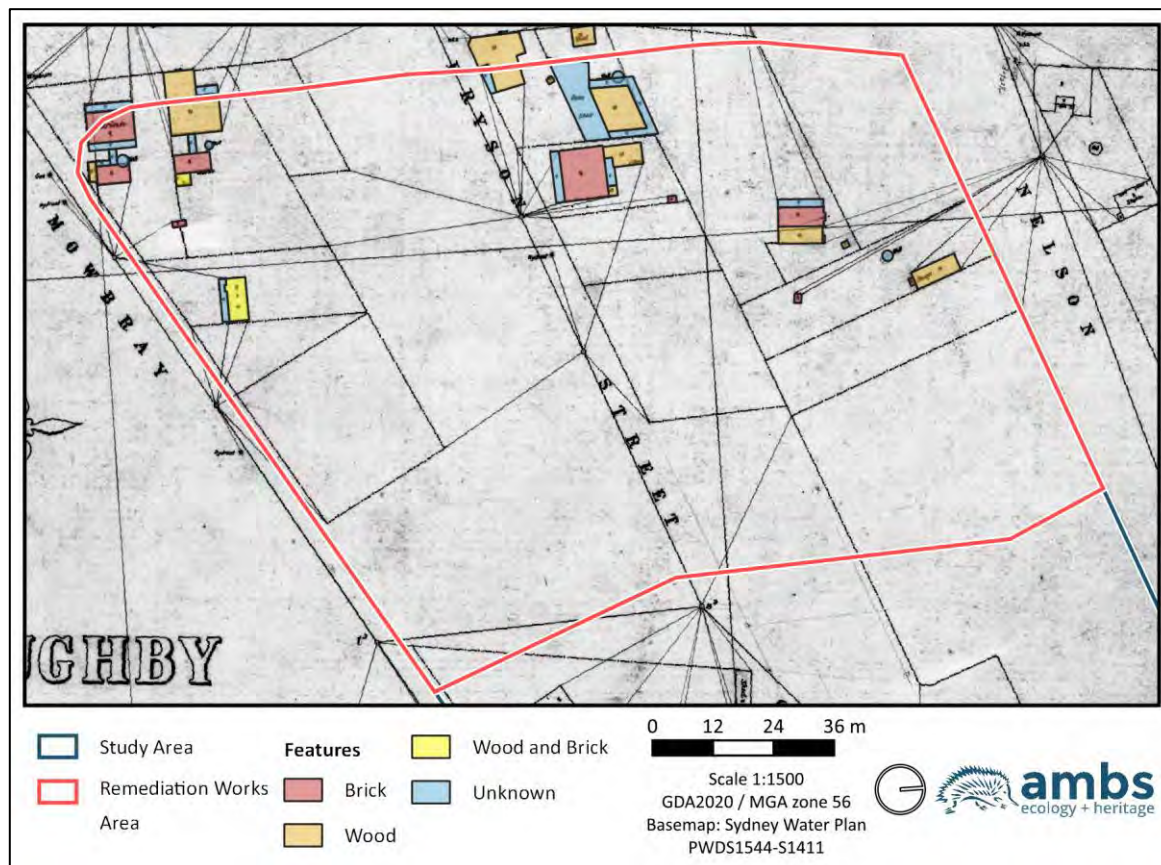 MOWBRAY
RYSON
STREET
NELSON
UGHBY
Study Area
Remediation Works
Area
Features
Brick
Wood
Wood and Brick
Unknown
0 12 24 36 m
Scale 1:1500
GDA2020 / MGA zone 56
Basemap: Sydney Water Plan
PWDS1544-S1411
ambs
ecology + heritage